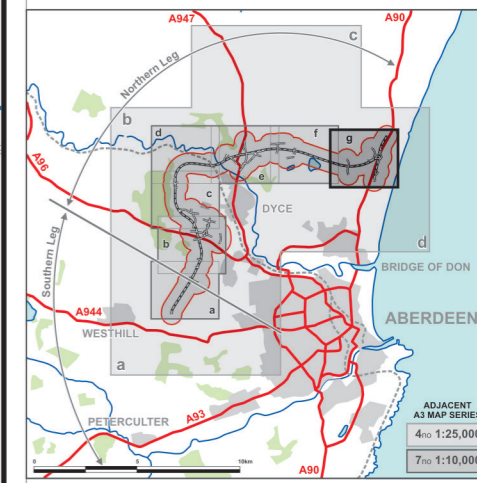 A947
A90
c
Northern Leg
b
d
f
g
A96
e
c
DYCE
Southern Leg
b
d
BRIDGE OF DON
a
A944
ABERDEEN
WESTHILL
a
ADJACENT
A3 MAP SERIES
4no 1:25,000
7no 1:10,000
PETERCULTER
A93
A90
0 5 10km